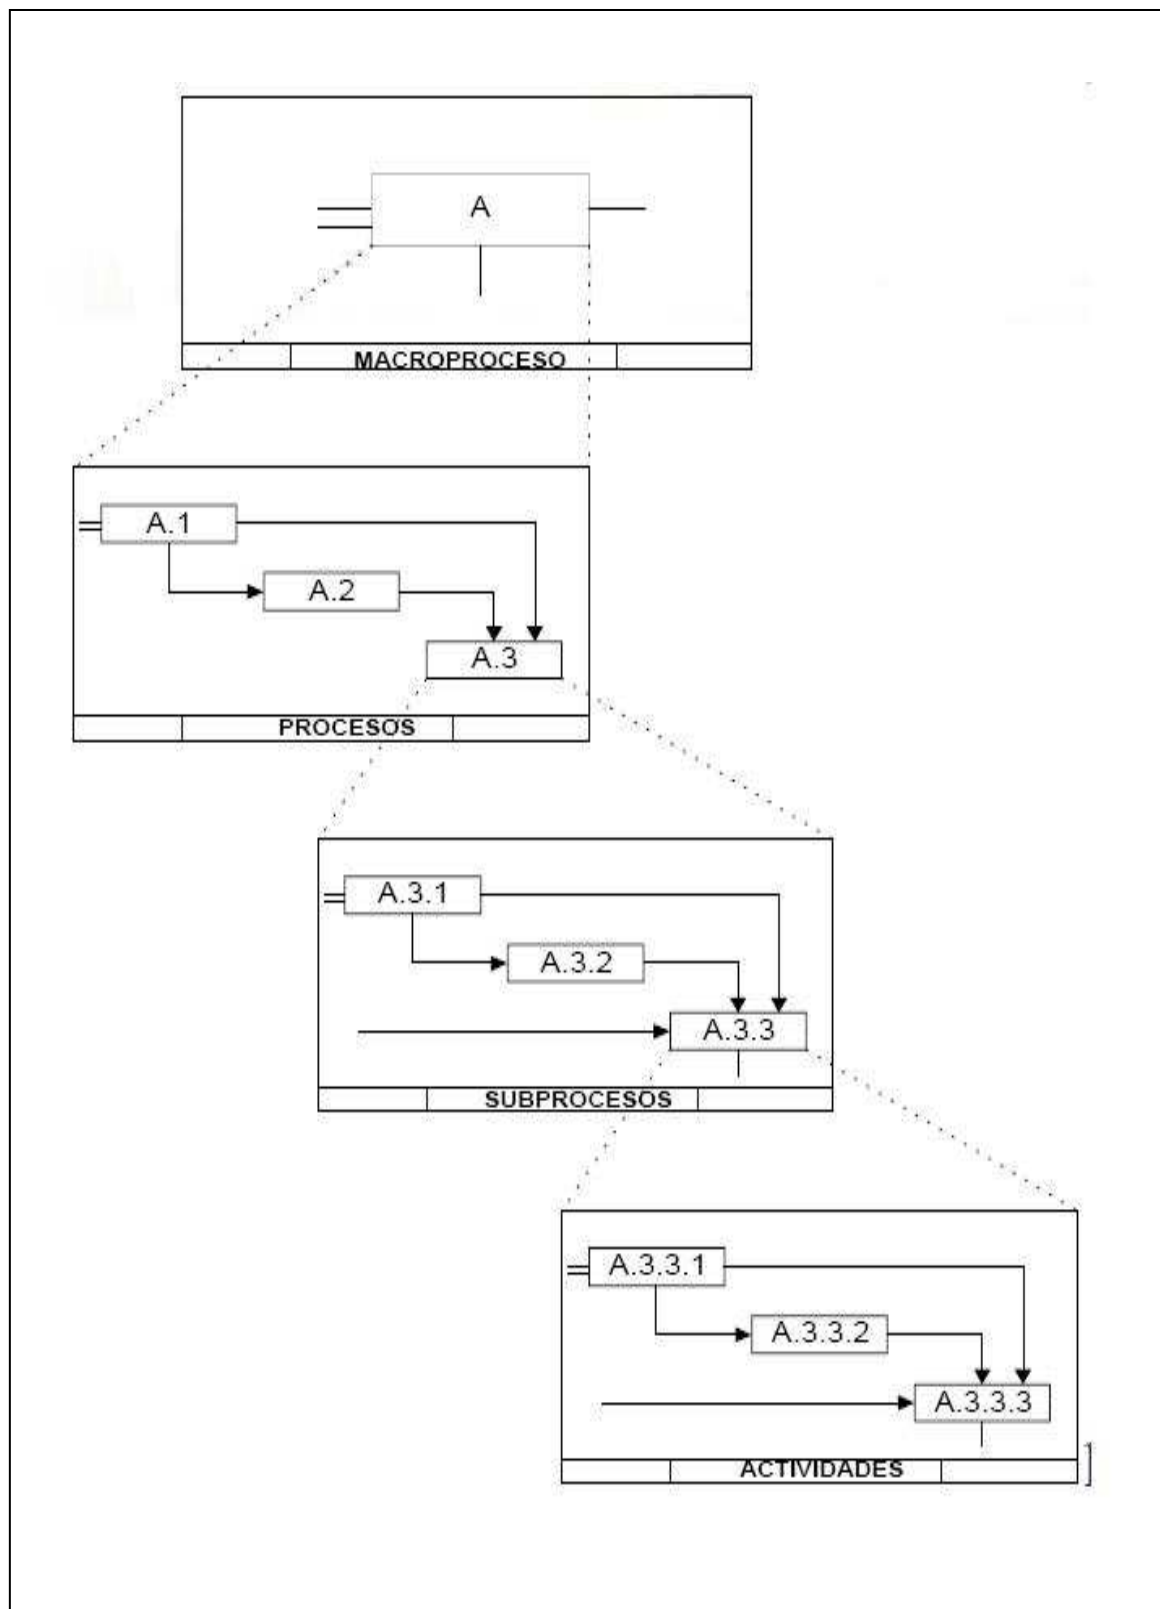 A
MACROPROCESO
A.1
A.2
A.3
PROCESOS
A.3.1
A.3.2
A.3.3
SUBPROCESOS
A.3.3.1
A.3.3.2
A.3.3.3
ACTIVIDADES